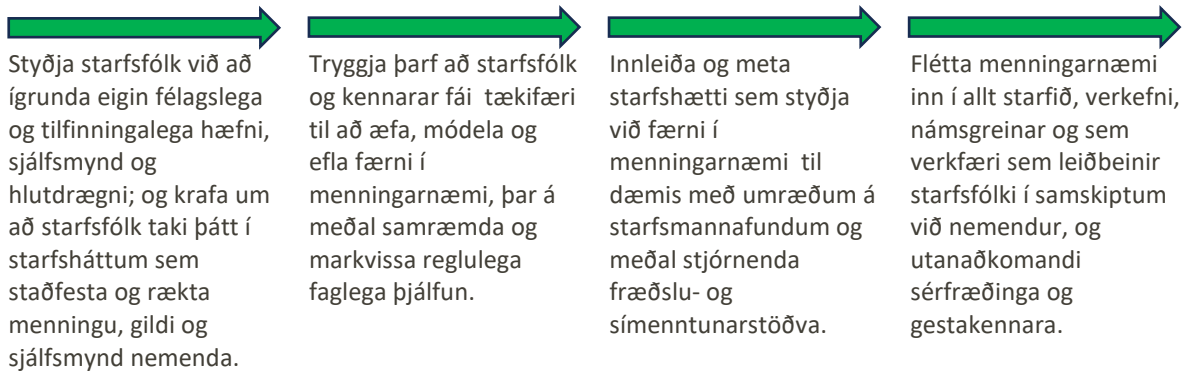 Styðja starfsfólk við að
ígrunda eigin félagslega
og tilfinningalega hæfni,
sjálfsmynd og
hlutdrægni; og krafa um
að starfsfólk taki þátt í
starfsháttum sem
staðfesta og rækta
menningu, gildi og
sjálfsmynd nemenda.
Tryggja þarf að starfsfólk
og kennarar fái tækifæri
til að æfa, módela og
efla færni í
menningarnæmi, þar á
meðal samræmda og
markvissa reglulega
faglega þjálfun.
Innleiða og meta
starfshætti sem styðja
við færni í
menningarnæmi til
dæmis með umræðum á
starfsmannafundum og
meðal stjórnenda
fræðslu- og
símenntunarstöðva.
Flétta menningarnæmi
inn í allt starfið, verkefni,
námsgreinar og sem
verkfæri sem leiðbeinir
starfsfólki í samskiptum
við nemendur, og
utanaðkomandi
sérfræðinga og
gestakennara.